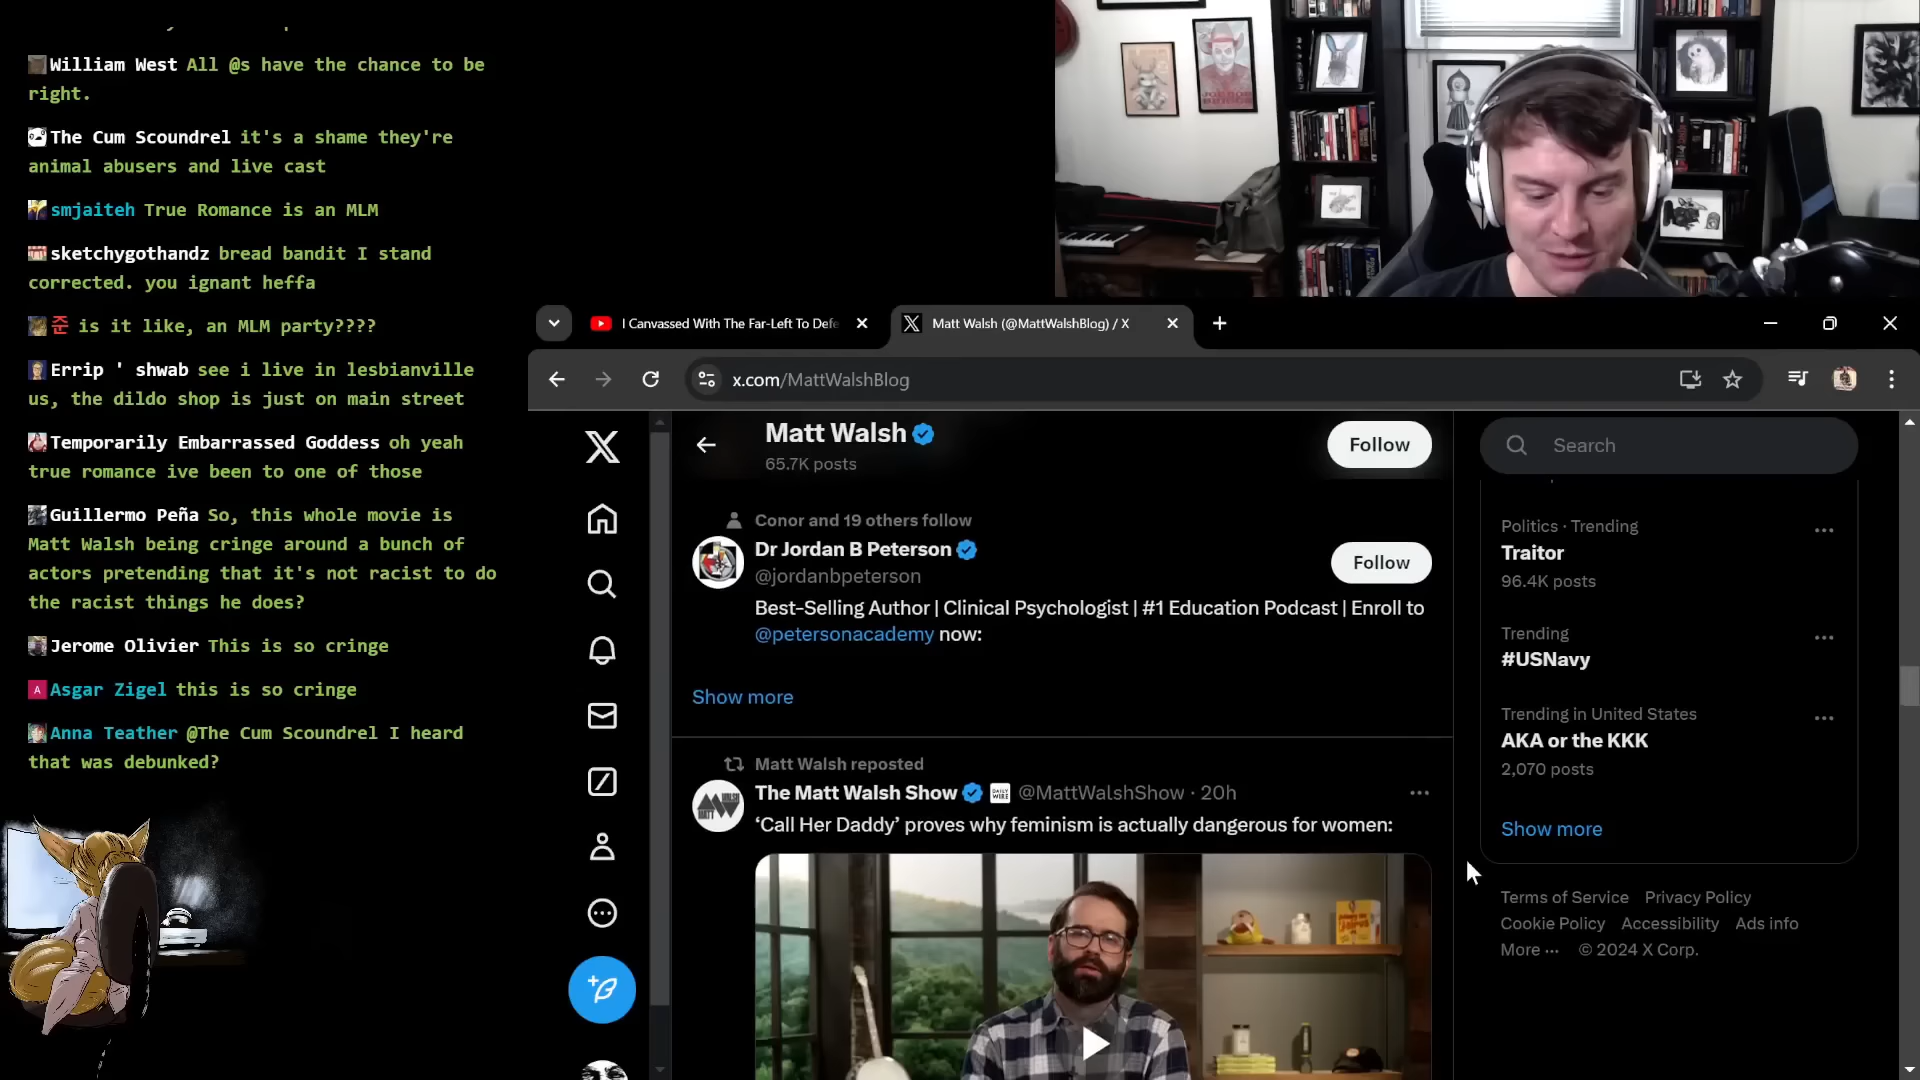 William West All @s have the chance to be
right.
The Cum Scoundrel it's a shame they're
animal abusers and live cast
smjaiteh True Romance is an MLM
sketchygothandz bread bandit I stand
corrected. you ignant heffa
준 is it like, an MLM party????
Errip ' shwab see i live in lesbianville
us, the dildo shop is just on main street
Temporarily Embarrassed Goddess oh yeah
true romance ive been to one of those
Guillermo Peña So, this whole movie is
Matt Walsh being cringe around a bunch of
actors pretending that it's not racist to do
the racist things he does?
Jerome Olivier This is so cringe
A Asgar Zigel this is so cringe
Anna Teather @The Cum Scoundrel I heard
that was debunked?
I Canvassed With The Far-Left To Defe
Matt Walsh (@MattWalshBlog) / X
x.com/MattWalshBlog
Matt Walsh
65.7K posts
Follow
Search
Conor and 19 others follow
Dr Jordan B Peterson
@jordanbpeterson
Follow
Best-Selling Author | Clinical Psychologist | #1 Education Podcast | Enroll to
@petersonacademy now:
Show more
Matt Walsh reposted
The Matt Walsh Show @MattWalshShow · 20h
‘Call Her Daddy’ proves why feminism is actually dangerous for women:
Politics · Trending
Traitor
96.4K posts
Trending
#USNavy
Trending in United States
AKA or the KKK
2,070 posts
Show more
Terms of Service Privacy Policy
Cookie Policy Accessibility Ads info
More ··· © 2024 X Corp.